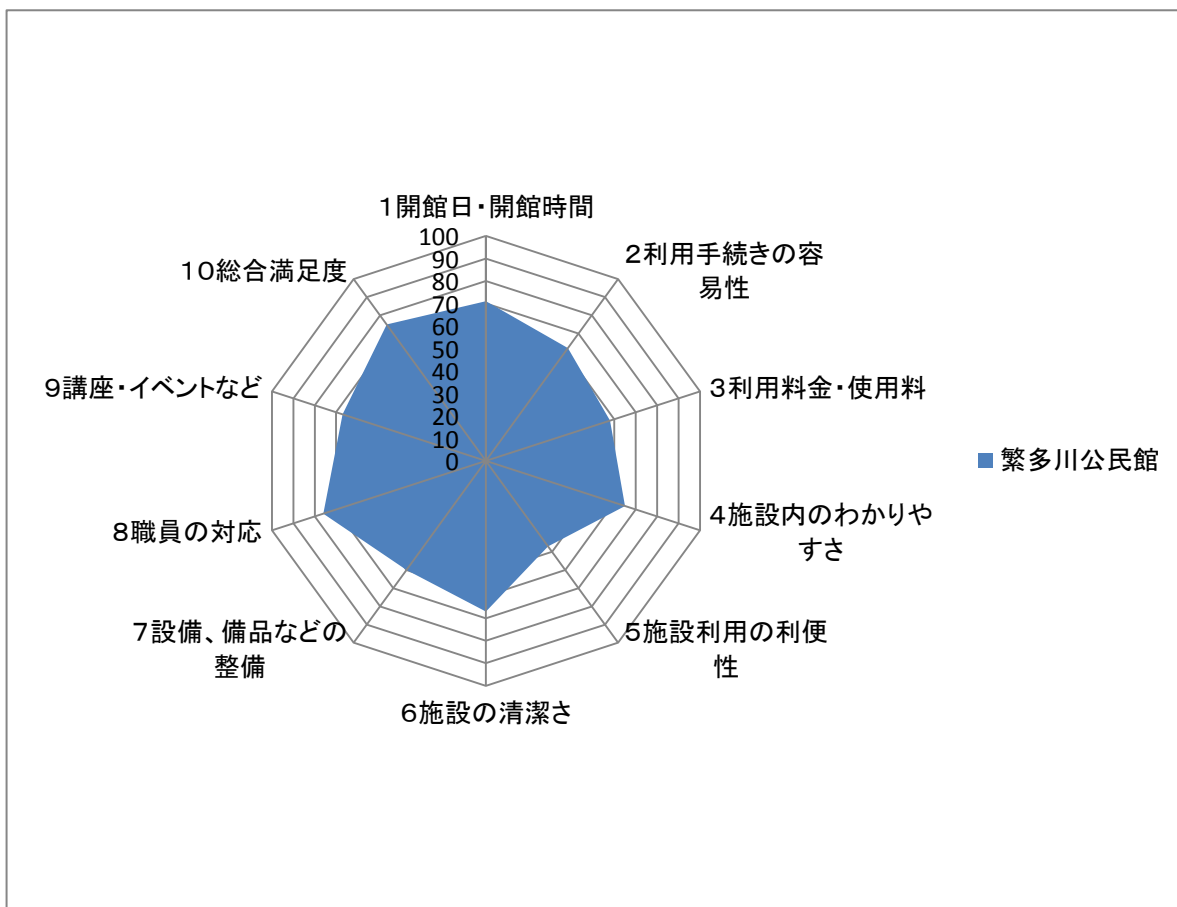 1開館日・開館時間
2利用手続きの容
易性
3利用料金・使用料
4施設内のわかりや
すさ
5施設利用の利便
性
6施設の清潔さ
7設備、備品などの
整備
8職員の対応
9講座・イベントなど
10総合満足度
100
90
80
70
60
50
40
30
20
10
0
繁多川公民館